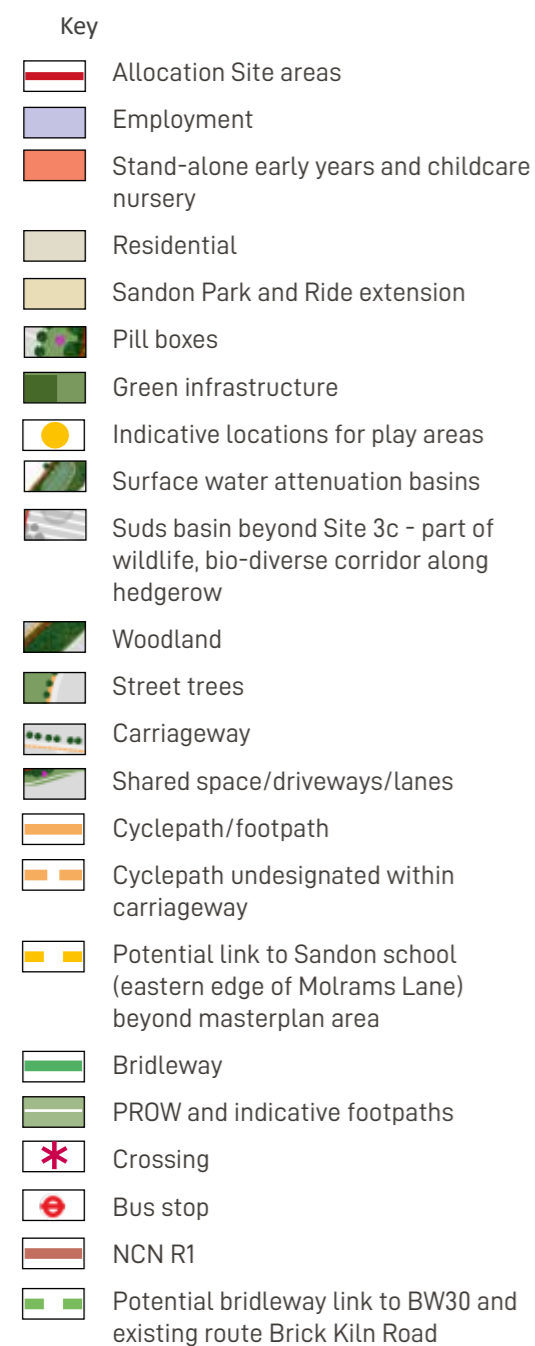 Key
Allocation Site areas
Employment
Stand-alone early years and childcare
nursery
Residential
Sandon Park and Ride extension
Pill boxes
Green infrastructure
Indicative locations for play areas
Surface water attenuation basins
Suds basin beyond Site 3c - part of
wildlife, bio-diverse corridor along
hedgerow
Woodland
Street trees
Carriageway
Shared space/driveways/lanes
Cyclepath/footpath
Cyclepath undesignated within
carriageway
Potential link to Sandon school
(eastern edge of Molrams Lane)
beyond masterplan area
Bridleway
PROW and indicative footpaths
Crossing
Bus stop
NCN R1
Potential bridleway link to BW30 and
existing route Brick Kiln Road